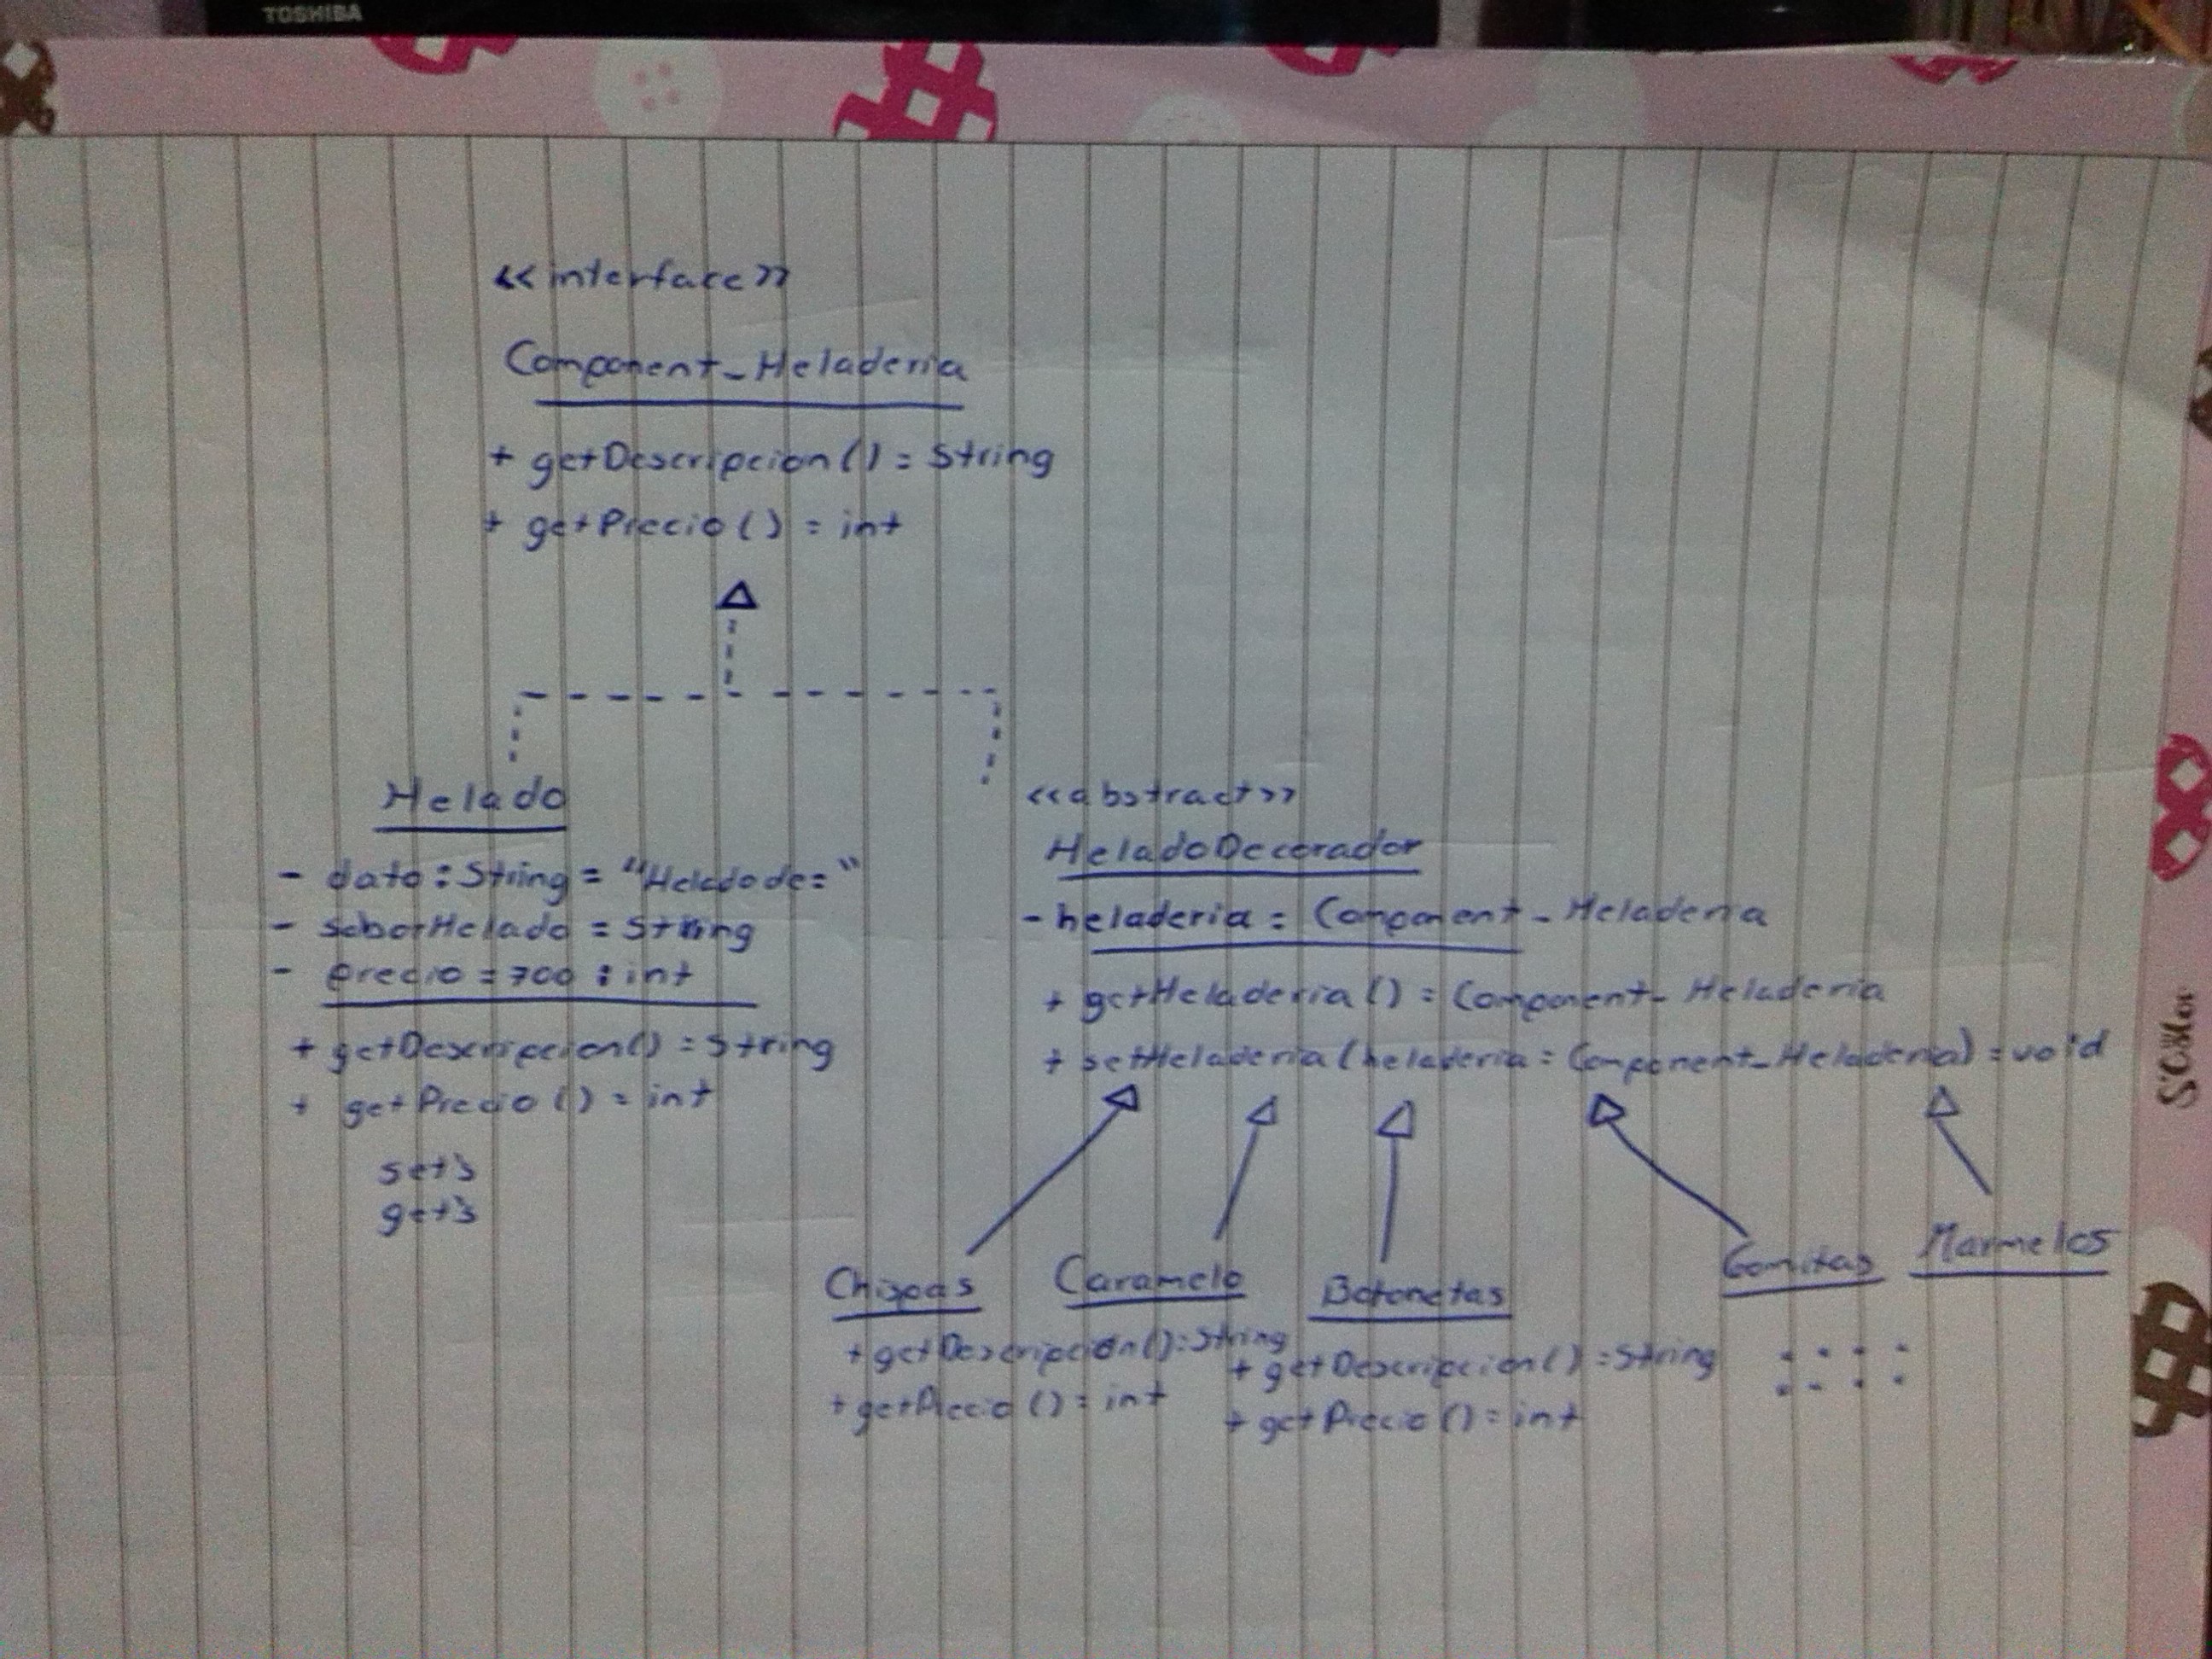 TOSHIBA
<<interface>>
Component_Heladeria
+ getDescripcion() : String
+ getPrecio() : int
Helado
- dato : String = "Helado de: "
- saborHelado : String
- precio = 700 : int
+ getDescripcion() : String
+ getPrecio() : int
set's
get's
<<abstract>>
HeladoDecorador
- heladeria : Component_Heladeria
+ getHeladeria() : Component_Heladeria
+ setHeladeria(heladeria : Component_Heladeria) : void
Chispas
Caramelo
Botonetas
Gomitas
Marmelos
+ getDescripcion() : String
+ getPrecio() : int
+ getDescripcion() : String
+ getPrecio() : int